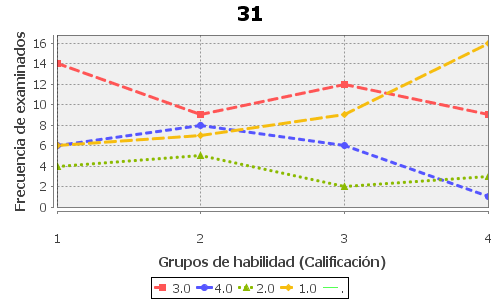 31
Frecuencia de examinados
16
14
12
10
8
6
4
2
0
1 2 3 4
Grupos de habilidad (Calificación)
3.0 4.0 2.0 1.0 .